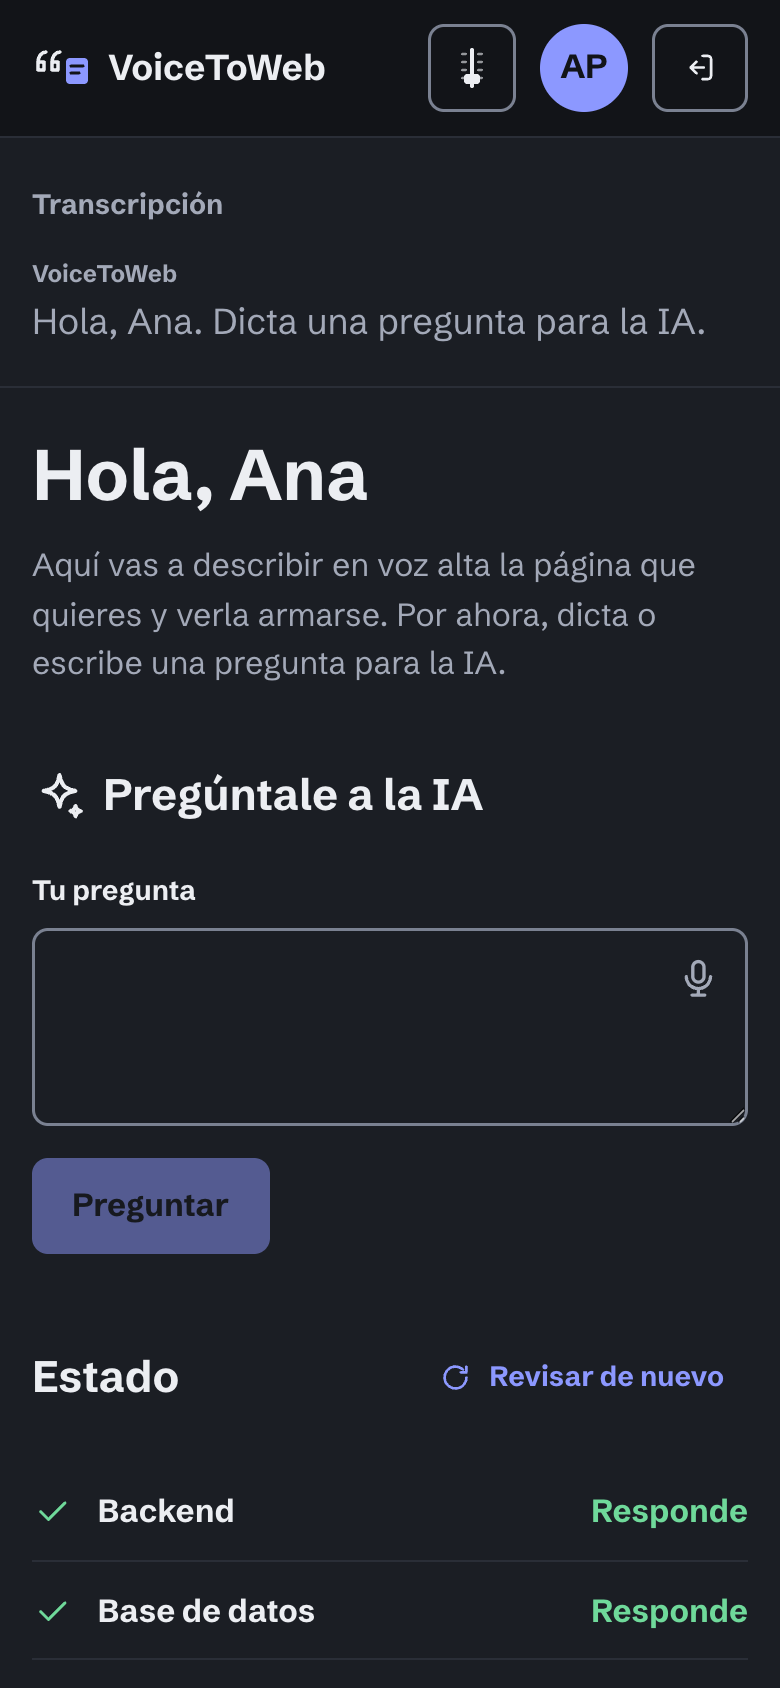 VoiceToWeb
AP
Transcripción
VoiceToWeb
Hola, Ana. Dicta una pregunta para la IA.
Hola, Ana
Aquí vas a describir en voz alta la página que
quieres y verla armarse. Por ahora, dicta o
escribe una pregunta para la IA.
Pregúntale a la IA
Tu pregunta
Preguntar
Estado
Revisar de nuevo
Backend
Responde
Base de datos
Responde